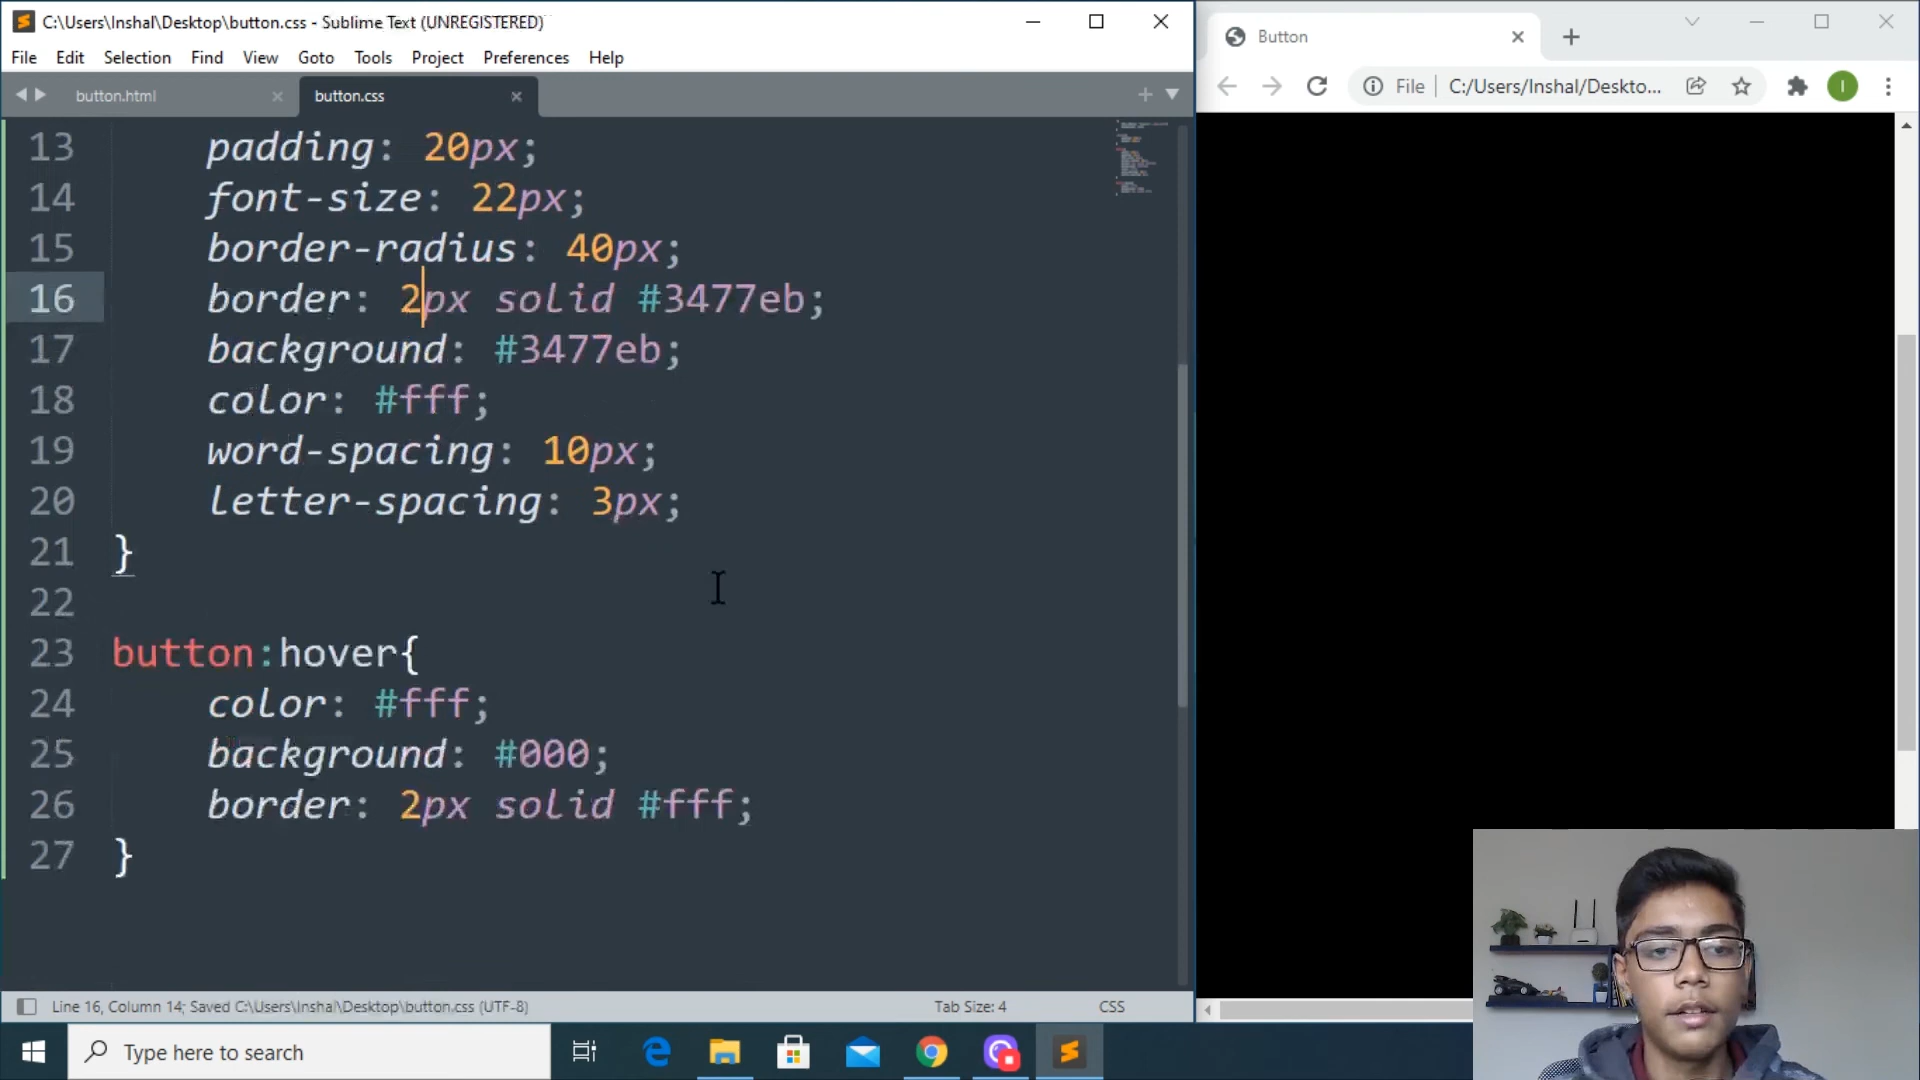 C:\Users\Inshal\Desktop\button.css - Sublime Text (UNREGISTERED)
File Edit Selection Find View Goto Tools Project Preferences Help
button.html
button.css
13 padding: 20px;
14 font-size: 22px;
15 border-radius: 40px;
16 border: 2px solid #3477eb;
17 background: #3477eb;
18 color: #fff;
19 word-spacing: 10px;
20 letter-spacing: 3px;
21 }
22
23 button:hover{
24 color: #fff;
25 background: #000;
26 border: 2px solid #fff;
27 }
Line 16, Column 14; Saved C:\Users\Inshal\Desktop\button.css (UTF-8)
Tab Size: 4
CSS
Button
File
C:/Users/Inshal/Deskto...
I
Type here to search